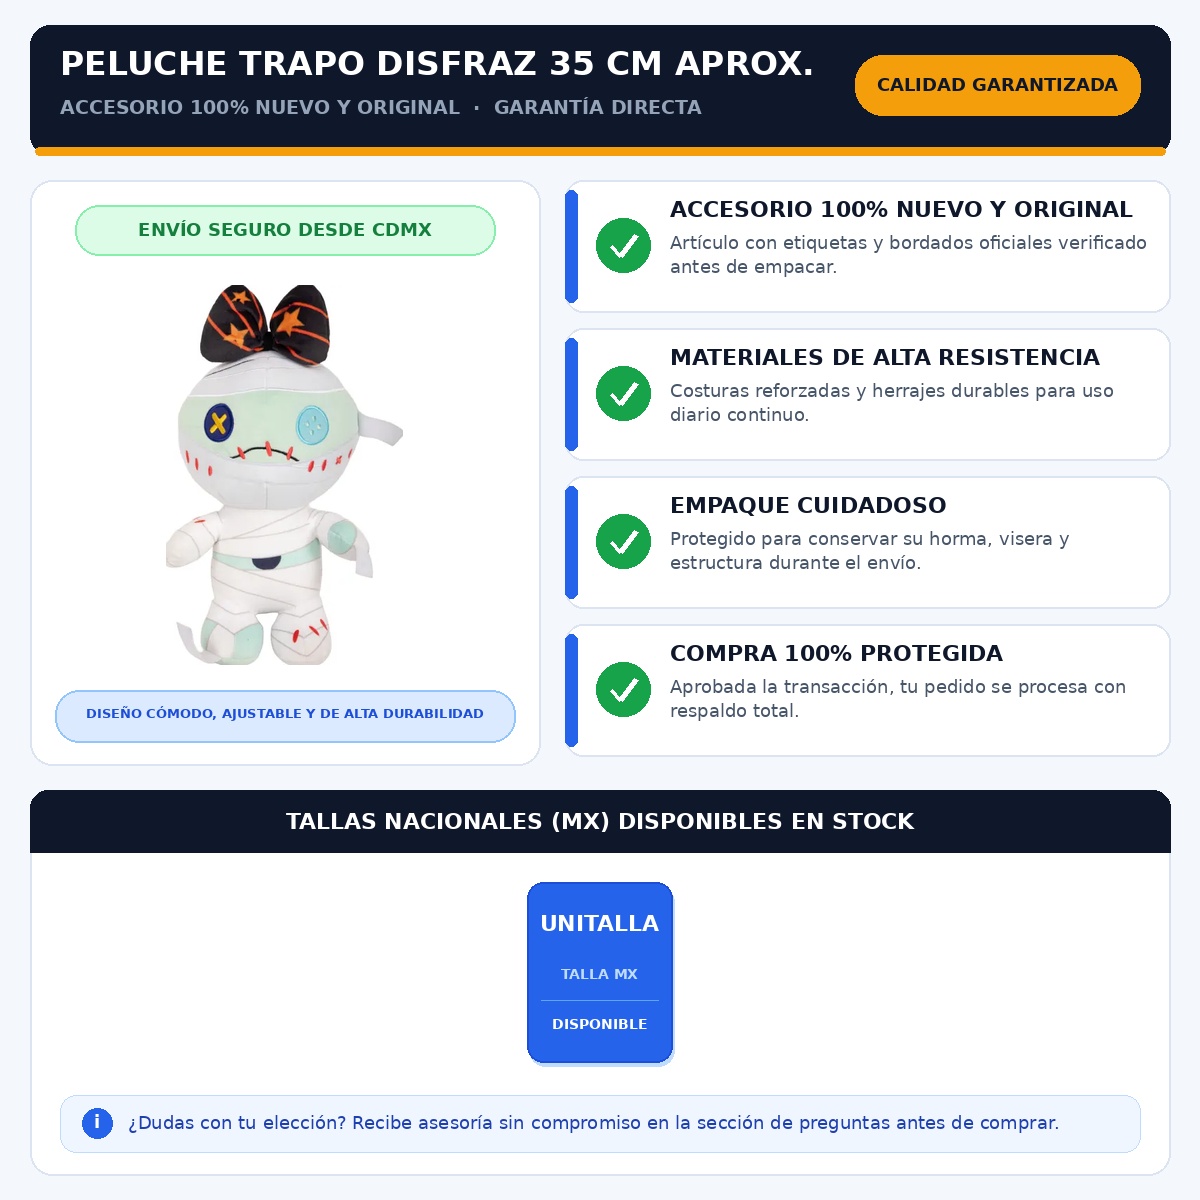 PELUCHE TRAPO DISFRAZ 35 CM APROX.
ACCESORIO 100% NUEVO Y ORIGINAL · GARANTÍA DIRECTA
CALIDAD GARANTIZADA
ENVÍO SEGURO DESDE CDMX
DISEÑO CÓMODO, AJUSTABLE Y DE ALTA DURABILIDAD
ACCESORIO 100% NUEVO Y ORIGINAL
Artículo con etiquetas y bordados oficiales verificado
antes de empacar.
MATERIALES DE ALTA RESISTENCIA
Costuras reforzadas y herrajes durables para uso
diario continuo.
EMPAQUE CUIDADOSO
Protegido para conservar su horma, visera y
estructura durante el envío.
COMPRA 100% PROTEGIDA
Aprobada la transacción, tu pedido se procesa con
respaldo total.
TALLAS NACIONALES (MX) DISPONIBLES EN STOCK
UNITALLA
TALLA MX
DISPONIBLE
i ¿Dudas con tu elección? Recibe asesoría sin compromiso en la sección de preguntas antes de comprar.